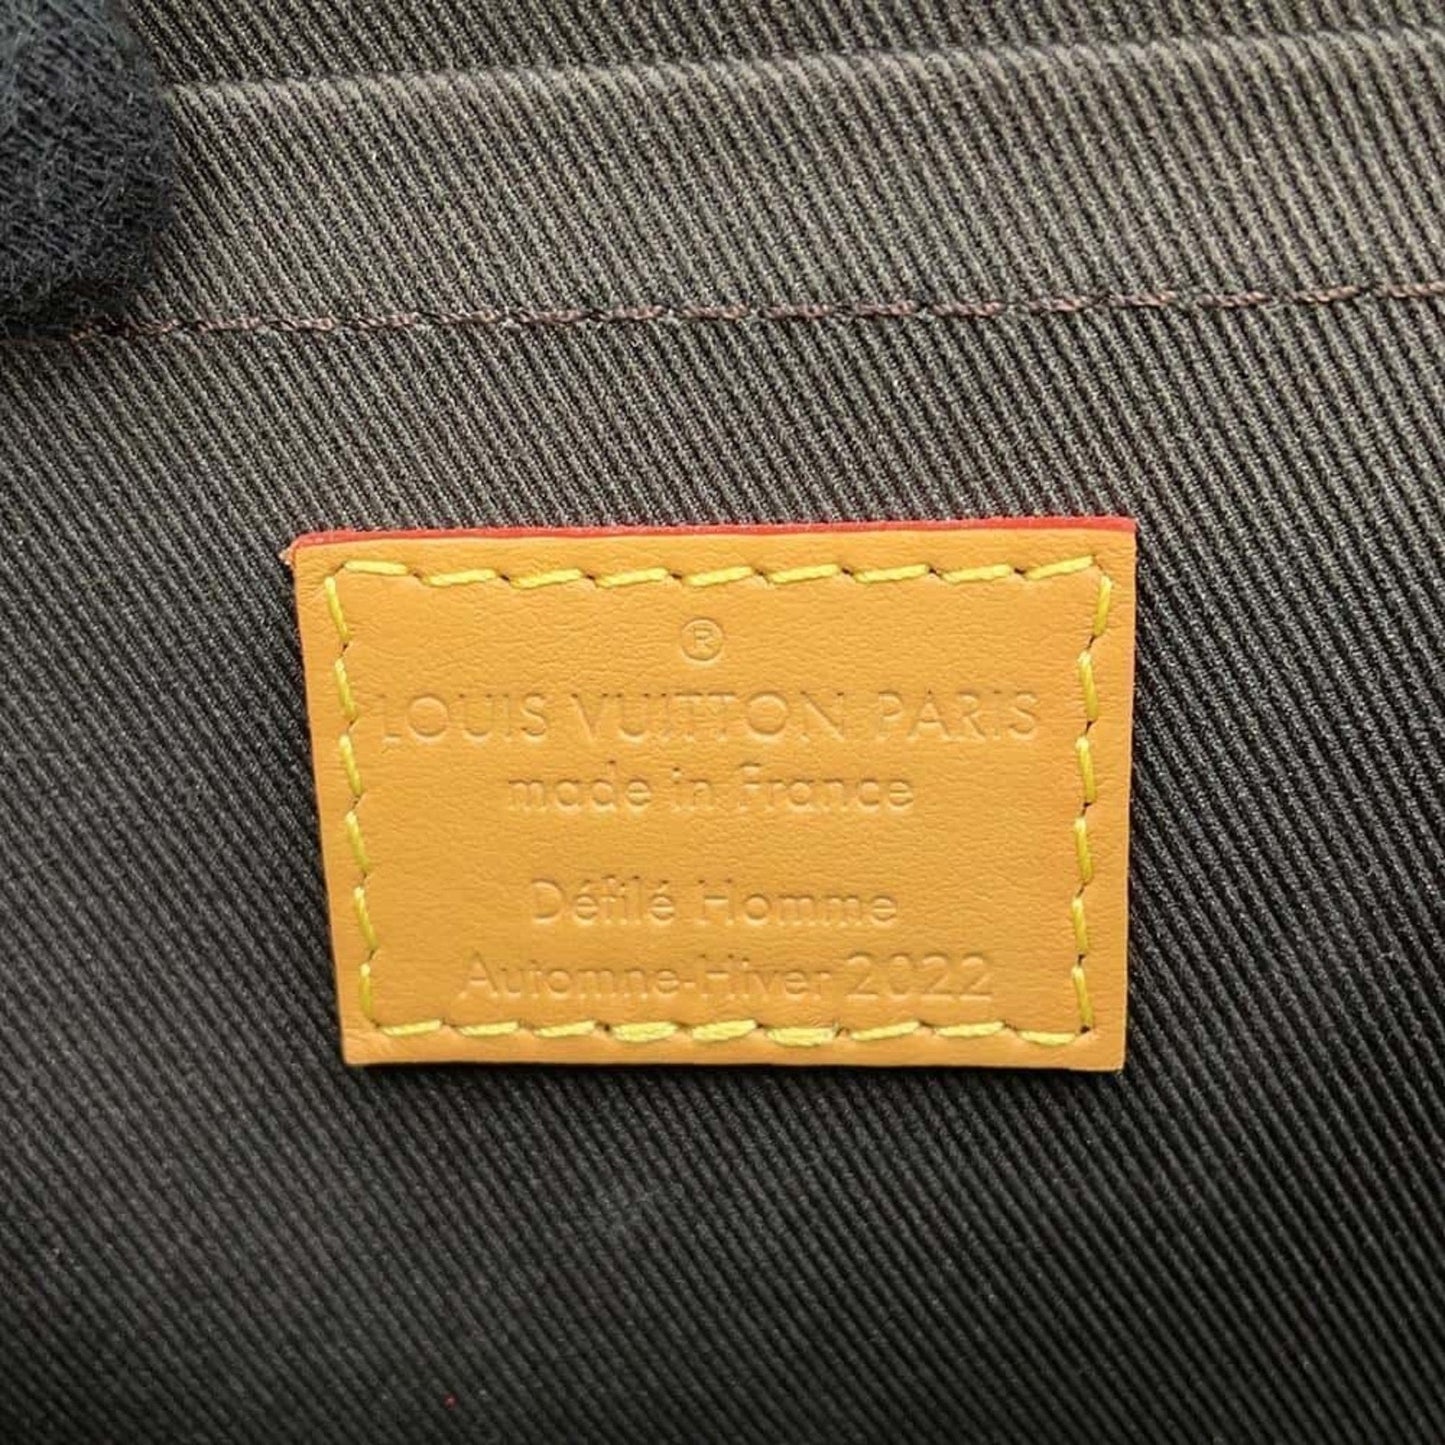 ®
LOUIS VUITTON PARIS
made in france
Défilé Homme
Automne-Hiver 2022